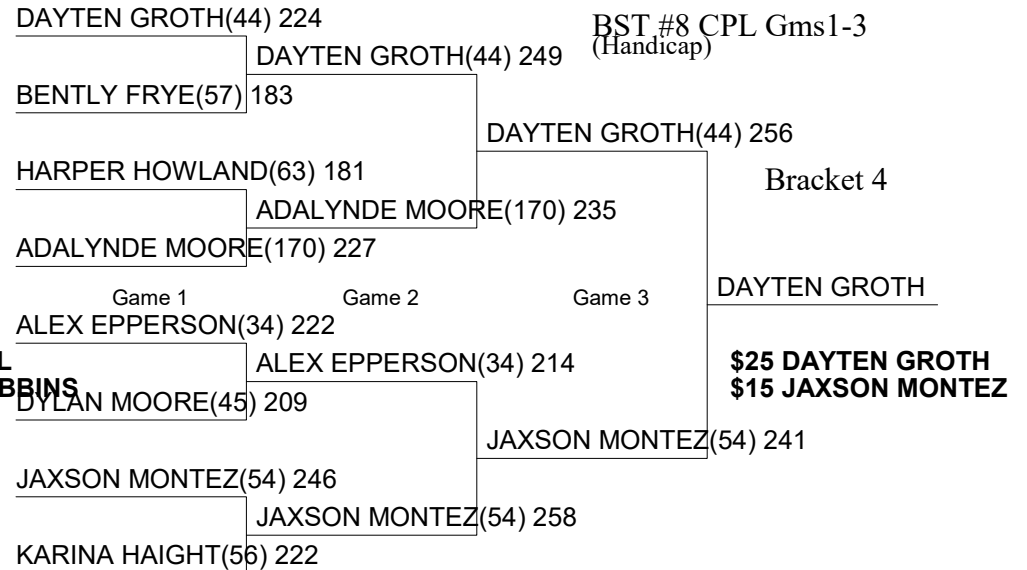 DAYTEN GROTH(44) 224
BST #8 CPL Gms1-3
(Handicap)
DAYTEN GROTH(44) 249
BENTLY FRYE(57) 183
DAYTEN GROTH(44) 256
HARPER HOWLAND(63) 181
Bracket 4
ADALYNDE MOORE(170) 235
ADALYNDE MOORE(170) 227
Game 1 Game 2 Game 3
DAYTEN GROTH
ALEX EPPERSON(34) 222
L
ALEX EPPERSON(34) 214
$25 DAYTEN GROTH
BBINS
$15 JAXSON MONTEZ
DYLAN MOORE(45) 209
JAXSON MONTEZ(54) 241
JAXSON MONTEZ(54) 246
JAXSON MONTEZ(54) 258
KARINA HAIGHT(56) 222